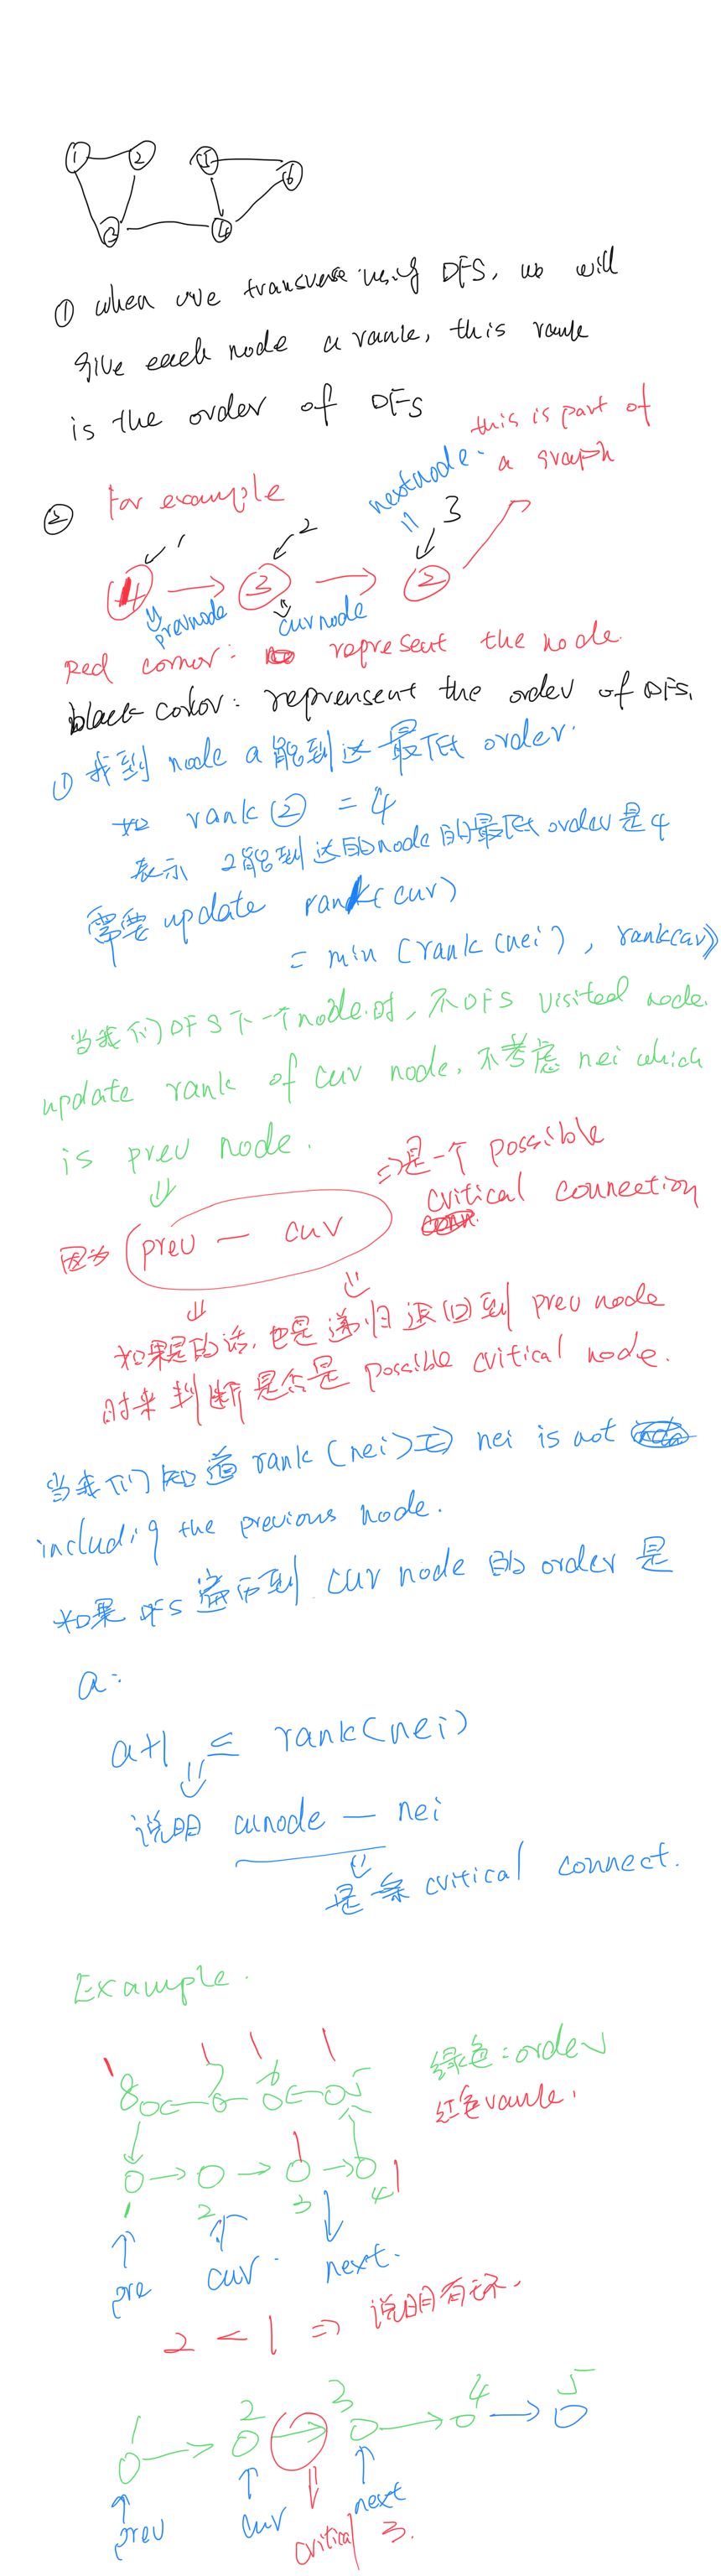 1 2 5 6
3 4
① when we transverse using DFS, we will
give each node a rank, this rank
is the order of DFS
this is part of
a graph
② for example
nextnode
1 2 3
4 3 2
prevnode curnode
Red corner: represent the node.
black color: reprensent the order of DFS.
① 找到 node a 能到达 最低 order.
如 rank(2) = 4
表示 2能到达的node的最低order是4
需要 update rank(cur)
= min (rank(nei), rank(cur))
当我们DFS下一个node时, 不DFS visited node.
update rank of cur node, 不考虑 nei which
is prev node.
因为 prev — cur => 是一个 possible
critical connection
如果是的话, 也是递归退回到 prev node
时来判断是否是 possible critical node.
当我们知道 rank(nei) => nei is not
including the previous node.
如果 DFS 遍历到 cur node 的 order 是
a:
a+1 ≤ rank(nei)
说明 curnode — nei
是条 critical connect.
Example.
绿色: order
红色 rank.
1 1 1 1
8 7 6 5
1 1
1 2 3 4
pre cur next.
2 < 1 => 说明有环.
1 2 3 4 5
prev cur next
critical 3.